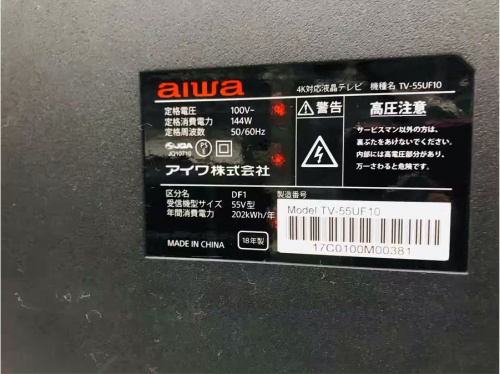 aiwa
4K対応液晶テレビ 機種名 TV-55UF10
定格電圧 100V~
定格消費電力 144W
定格周波数 50/60Hz
JQA
PS
E
JQ10710
アイワ株式会社
⚠警告 高圧注意
サービスマン以外の方は、
裏ぶたをあけないでください。
内部には高電圧部分があり、
万一さわると危険です。
区分名 DF1
受信機型サイズ 55V型
年間消費電力 202kWh/年
MADE IN CHINA 18年製
製造番号
Model TV-55UF10
17C0100M00381